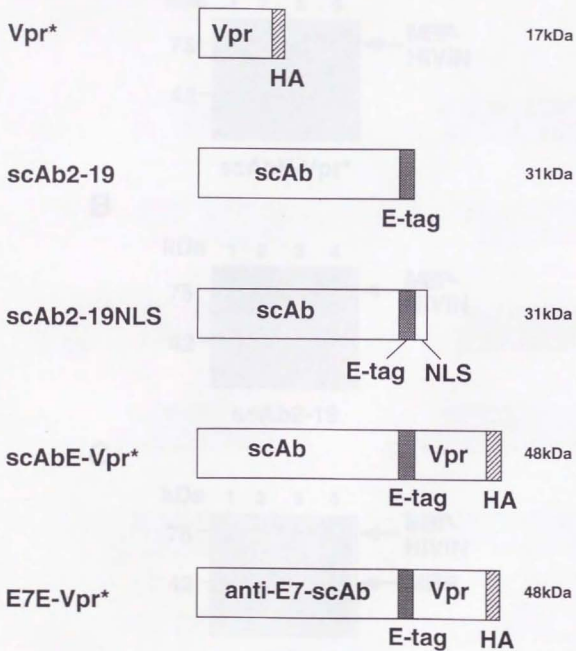 Vpr* Vpr 17kDa
HA
scAb2-19 scAb 31kDa
E-tag
scAb2-19NLS scAb 31kDa
E-tag NLS
scAbE-Vpr* scAb Vpr 48kDa
E-tag HA
E7E-Vpr* anti-E7-scAb Vpr 48kDa
E-tag HA